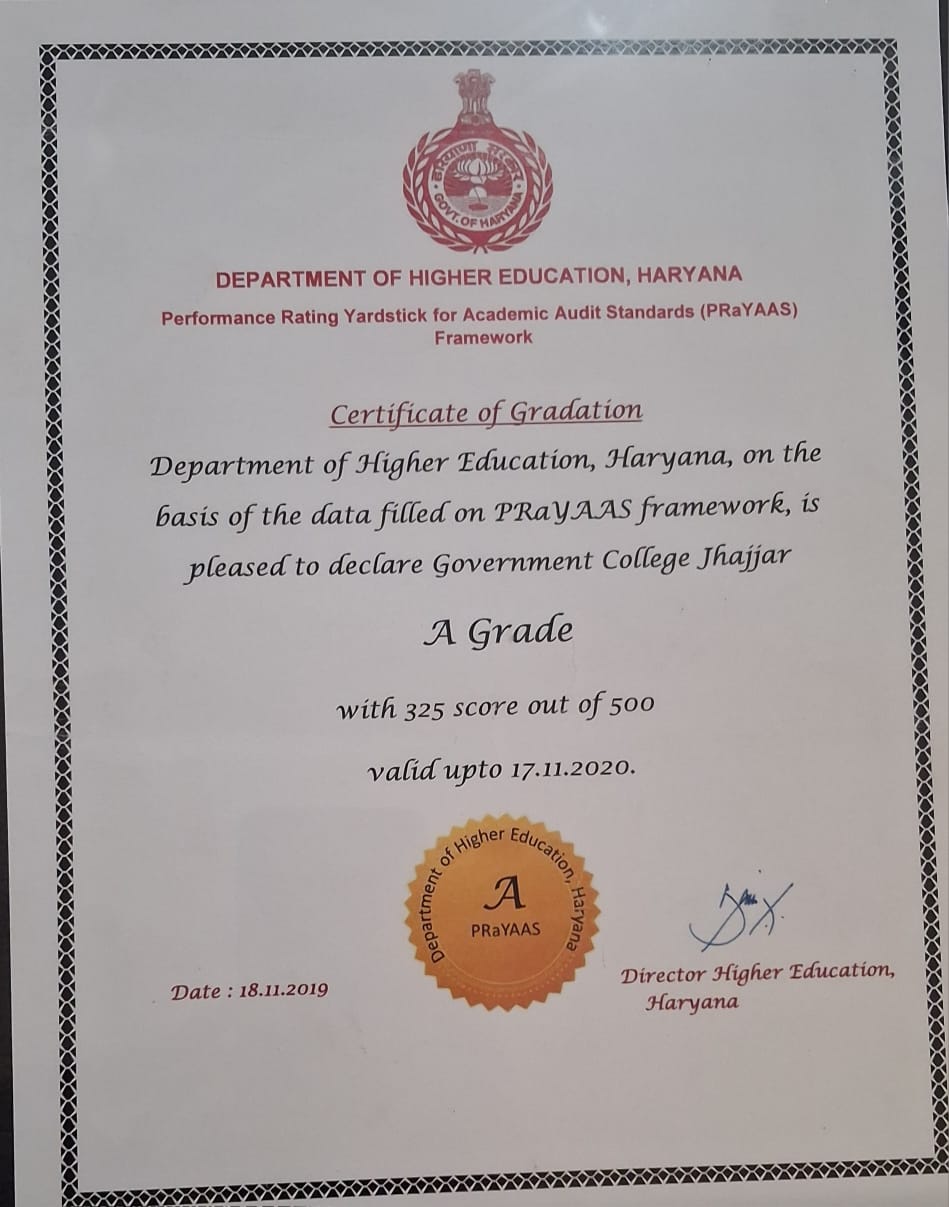 हरियाणा सरकार
GOVT. OF HARYANA
DEPARTMENT OF HIGHER EDUCATION, HARYANA
Performance Rating Yardstick for Academic Audit Standards (PRaYAAS)
Framework
Certificate of Gradation
Department of Higher Education, Haryana, on the
basis of the data filled on PRaYAAS framework, is
pleased to declare Government College Jhajjar
A Grade
with 325 score out of 500
valid upto 17.11.2020.
Department of Higher Education, Haryana
A
PRaYAAS
Date : 18.11.2019
Director Higher Education,
Haryana